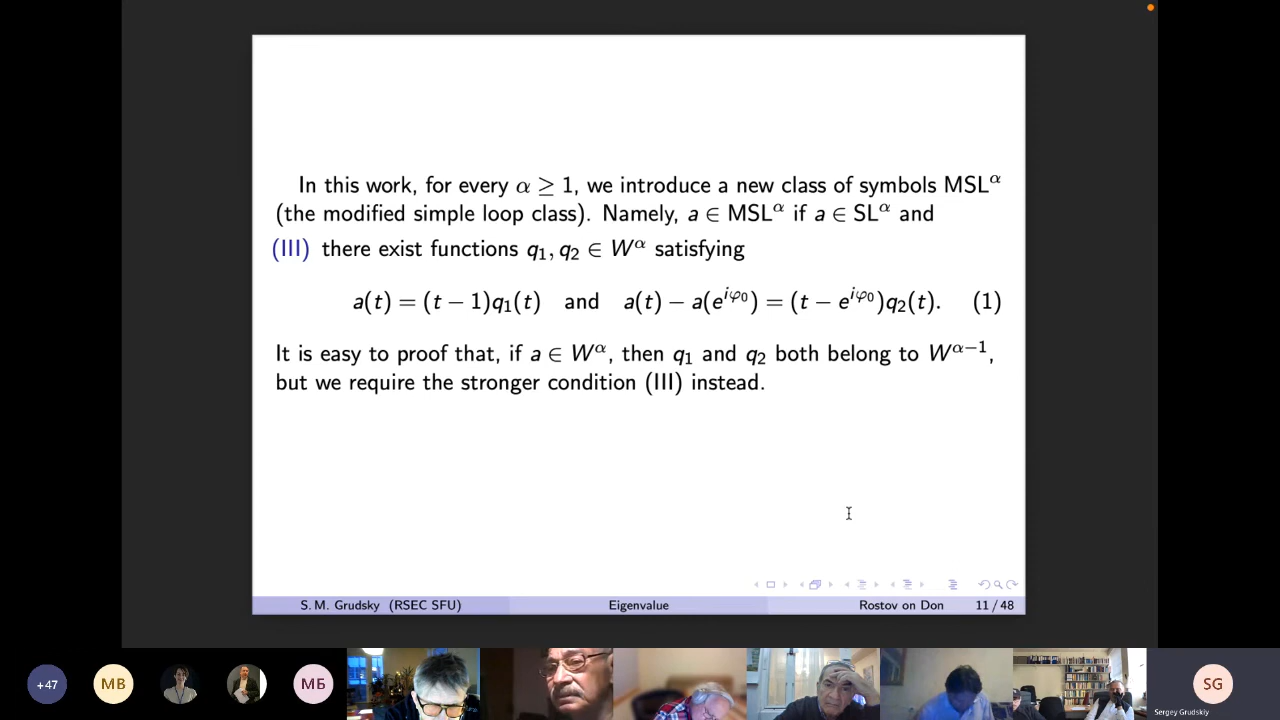 In this work, for every α ≥ 1, we introduce a new class of symbols MSL^α
(the modified simple loop class). Namely, a ∈ MSL^α if a ∈ SL^α and
(III) there exist functions q₁, q₂ ∈ W^α satisfying
a(t) = (t − 1)q₁(t) and a(t) − a(e^{iφ₀}) = (t − e^{iφ₀})q₂(t). (1)
It is easy to proof that, if a ∈ W^α, then q₁ and q₂ both belong to W^{α−1},
but we require the stronger condition (III) instead.
S. M. Grudsky (RSEC SFU) Eigenvalue Rostov on Don 11 / 48
+47 MB МБ SG
Sergey Grudskiy